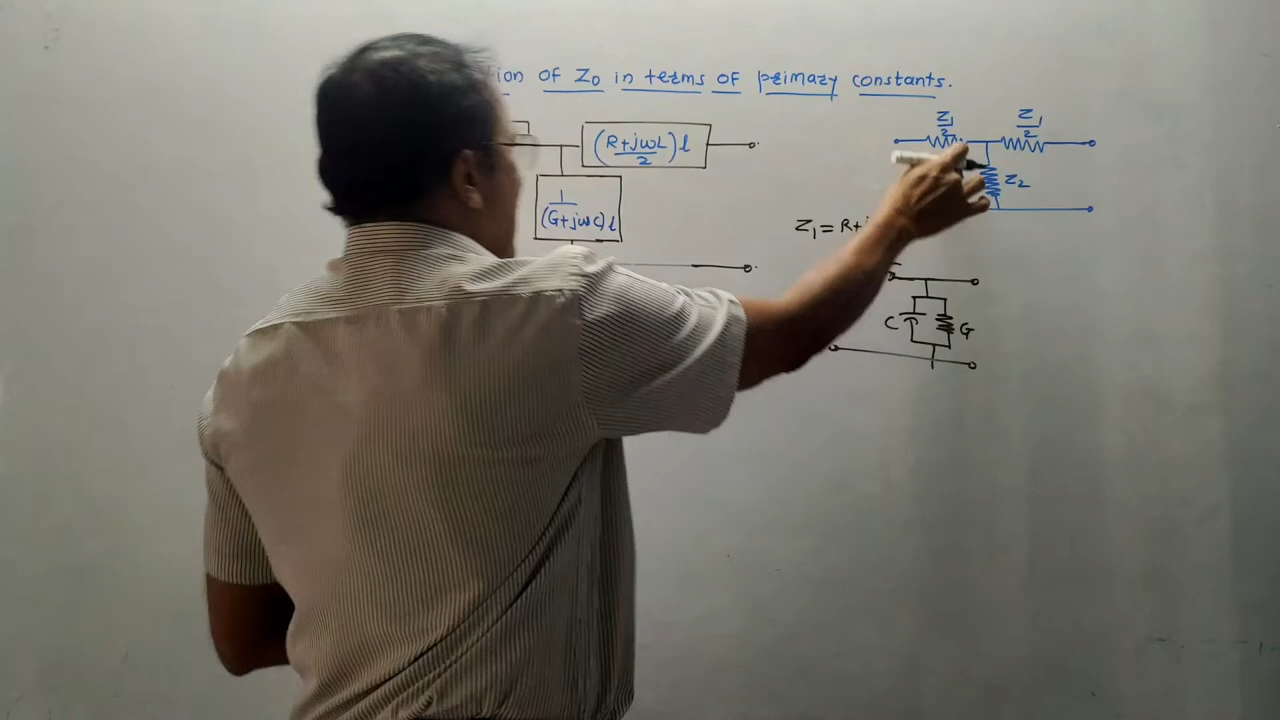 ion of Z0 in terms of primary constants.
(R+jωL)l
2
1
(G+jωC)l
Z1
2
Z1
2
Z2
Z1 = R+
C
G